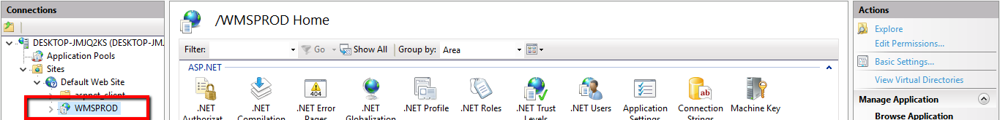 Connections
DESKTOP-JMJQ2KS (DESKTOP-JM
Application Pools
Sites
Default Web Site
aspnet_client
WMSPROD
/WMSPROD Home
Filter: Go Show All Group by: Area
ASP.NET
.NET Authorizat
.NET Compilation
.NET Error Pages
404
.NET Globalization
.NET Profile
.NET Roles
.NET Trust Levels
.NET Users
Application Settings
ab
Connection Strings
Machine Key
Actions
Explore
Edit Permissions...
Basic Settings...
View Virtual Directories
Manage Application
Browse Application